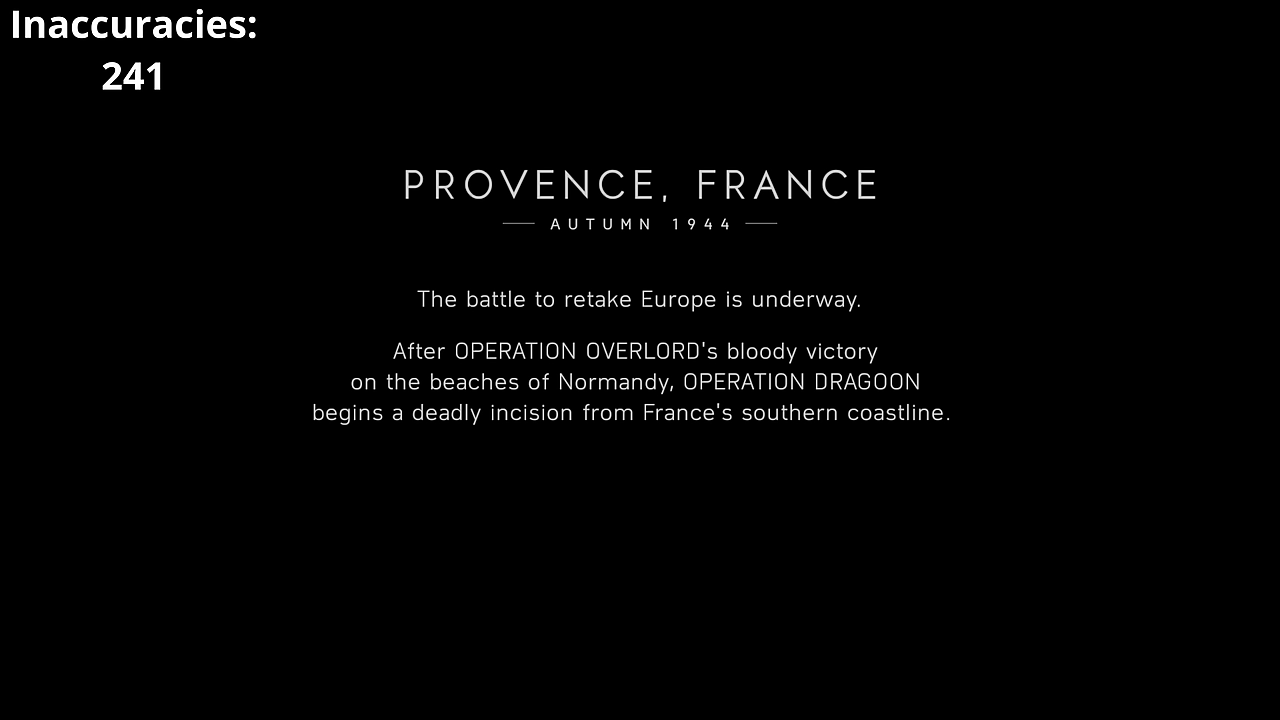 Inaccuracies:
241
PROVENCE, FRANCE
AUTUMN 1944
The battle to retake Europe is underway.
After OPERATION OVERLORD's bloody victory
on the beaches of Normandy, OPERATION DRAGOON
begins a deadly incision from France's southern coastline.